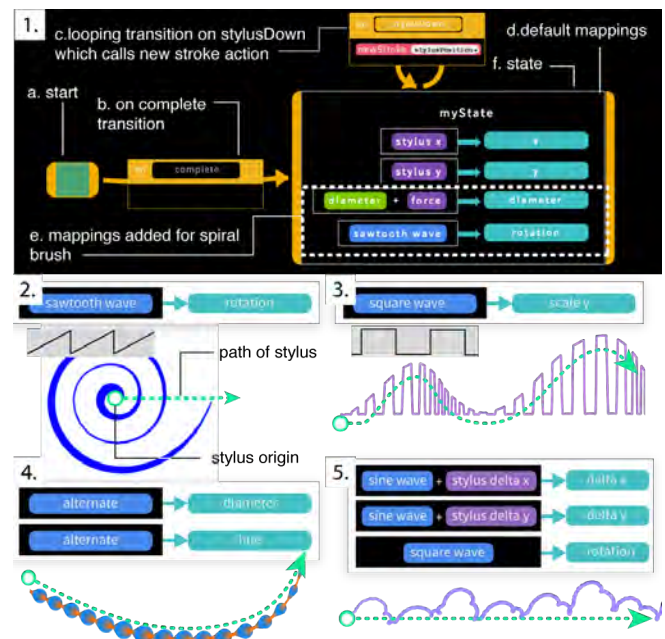 1.
c.looping transition on stylusDown
which calls new stroke action
newStroke stylusPosition
d.default mappings
f. state
a. start
b. on complete
transition
on complete
myState
stylus x x
stylus y y
diameter + force diameter
sawtooth wave rotation
e. mappings added for spiral
brush
2.
sawtooth wave rotation
path of stylus
stylus origin
3.
square wave scale y
4.
alternate diameter
alternate hue
5.
sine wave + stylus delta x delta x
sine wave + stylus delta y delta y
square wave rotation